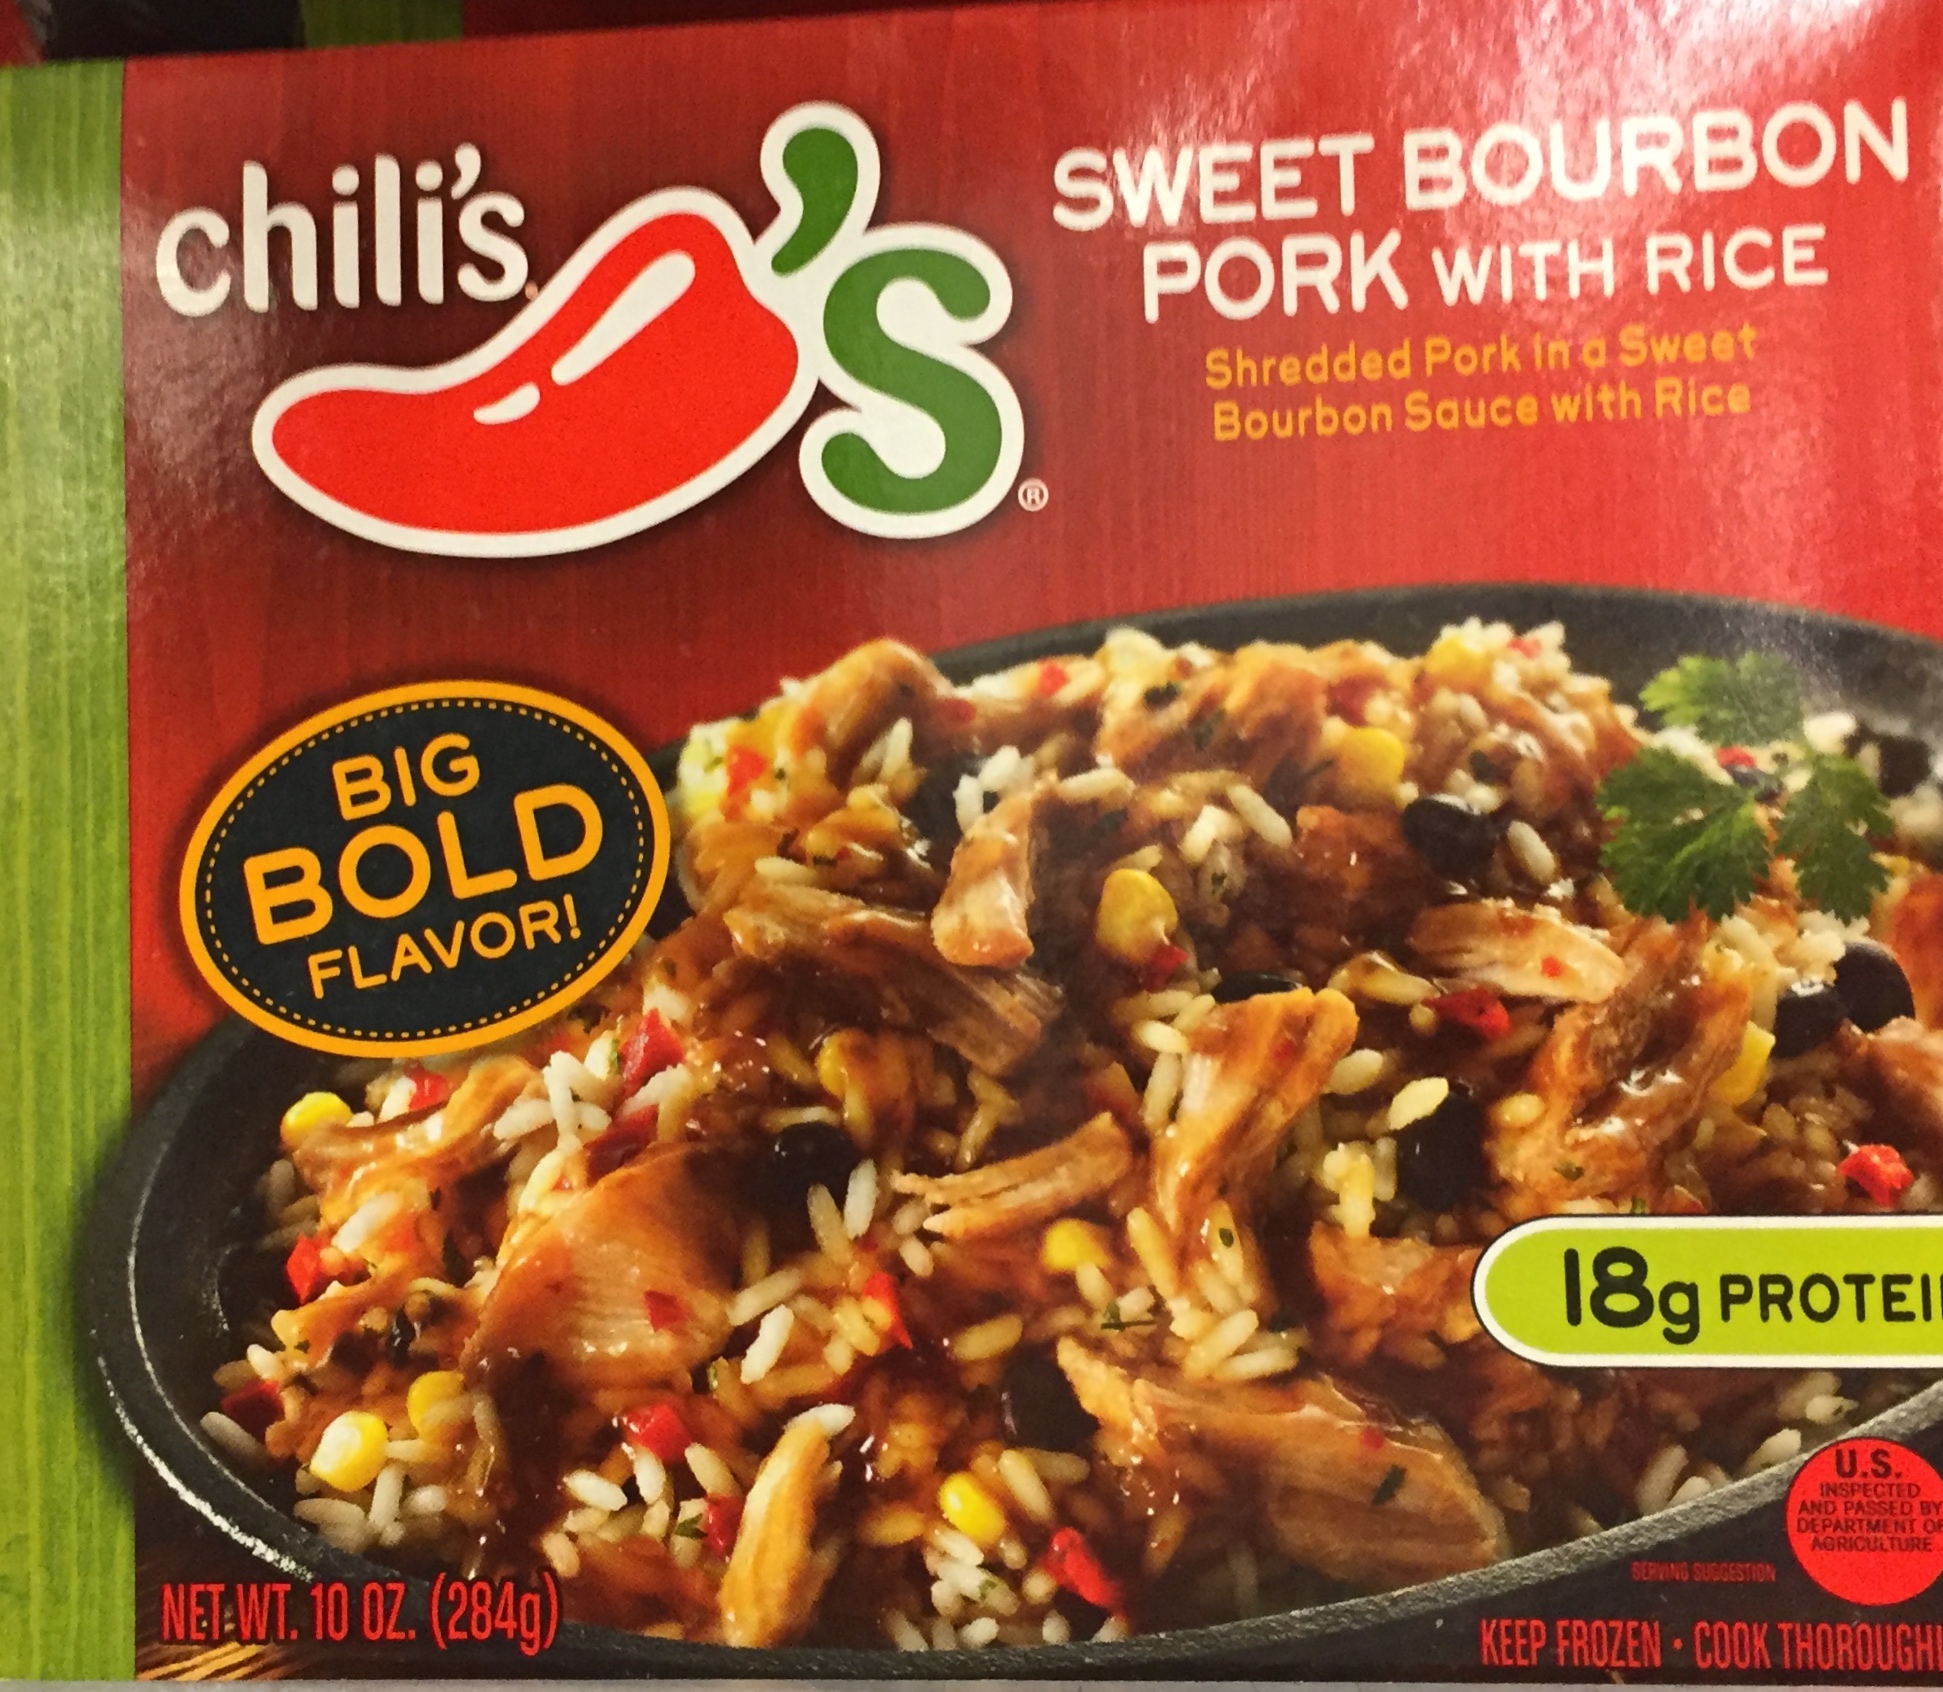 chili's
'S
®
SWEET BOURBON
PORK WITH RICE
Shredded Pork in a Sweet
Bourbon Sauce with Rice
BIG
BOLD
FLAVOR!
18g PROTEI
U.S.
INSPECTED
AND PASSED BY
DEPARTMENT OF
AGRICULTURE
SERVING SUGGESTION
NET WT. 10 OZ. (284g)
KEEP FROZEN • COOK THOROUGH